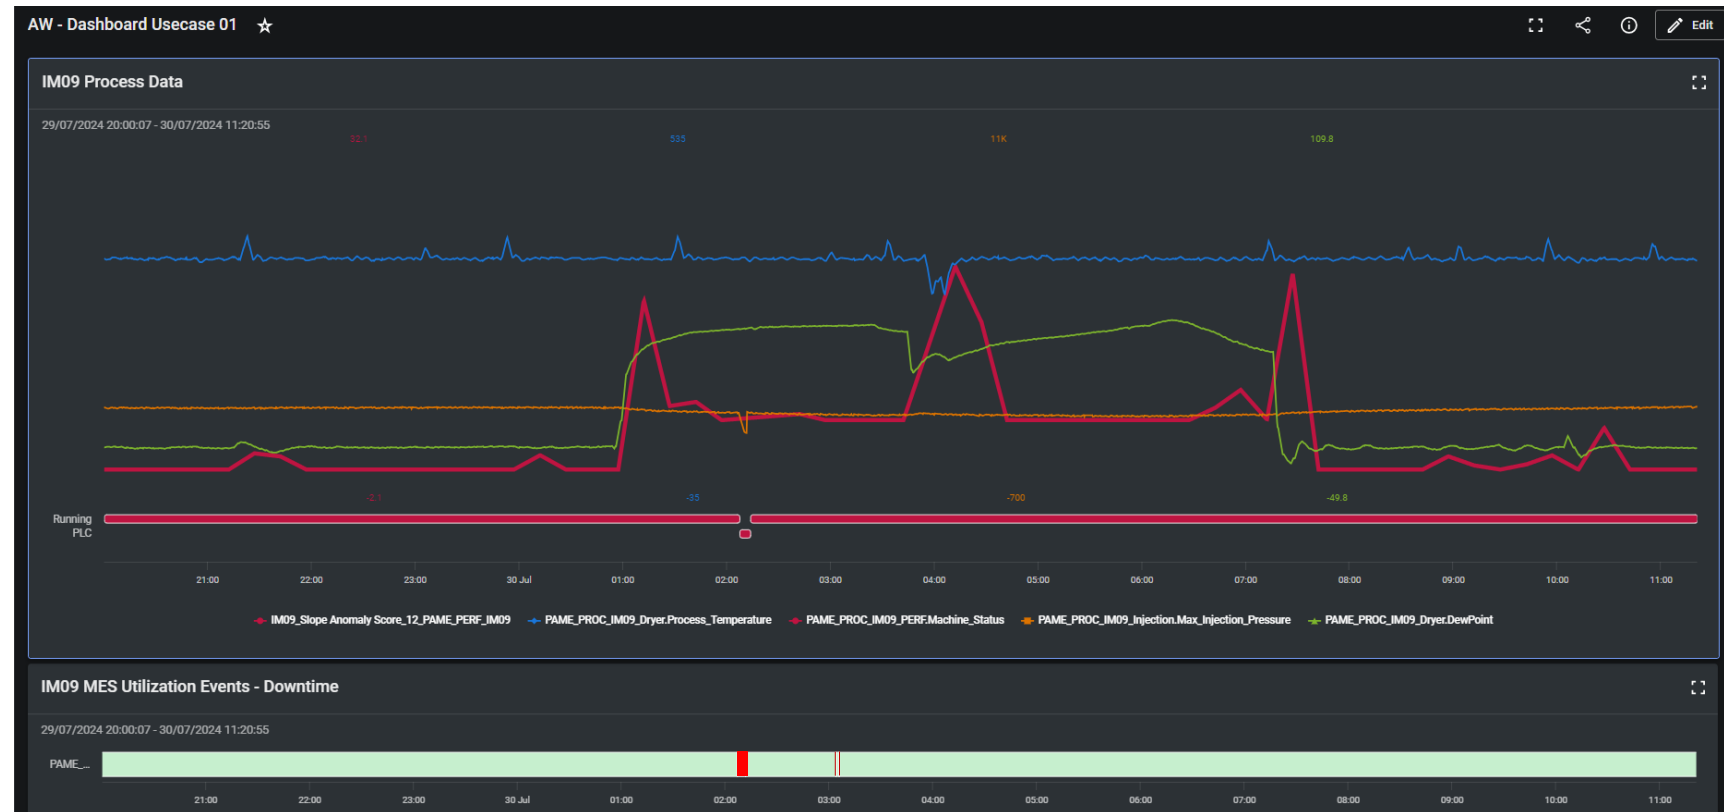 AW - Dashboard Usecase 01
Edit
IM09 Process Data
29/07/2024 20:00:07 - 30/07/2024 11:20:55
32.1 535 11K 109.8
-2.1 -35 -700 -49.8
Running
PLC
21:00 22:00 23:00 30 Jul 01:00 02:00 03:00 04:00 05:00 06:00 07:00 08:00 09:00 10:00 11:00
IM09_Slope Anomaly Score_12_PAME_PERF_IM09 PAME_PROC_IM09_Dryer.Process_Temperature PAME_PROC_IM09_PERF.Machine_Status PAME_PROC_IM09_Injection.Max_Injection_Pressure PAME_PROC_IM09_Dryer.DewPoint
IM09 MES Utilization Events - Downtime
29/07/2024 20:00:07 - 30/07/2024 11:20:55
PAME_...
21:00 22:00 23:00 30 Jul 01:00 02:00 03:00 04:00 05:00 06:00 07:00 08:00 09:00 10:00 11:00